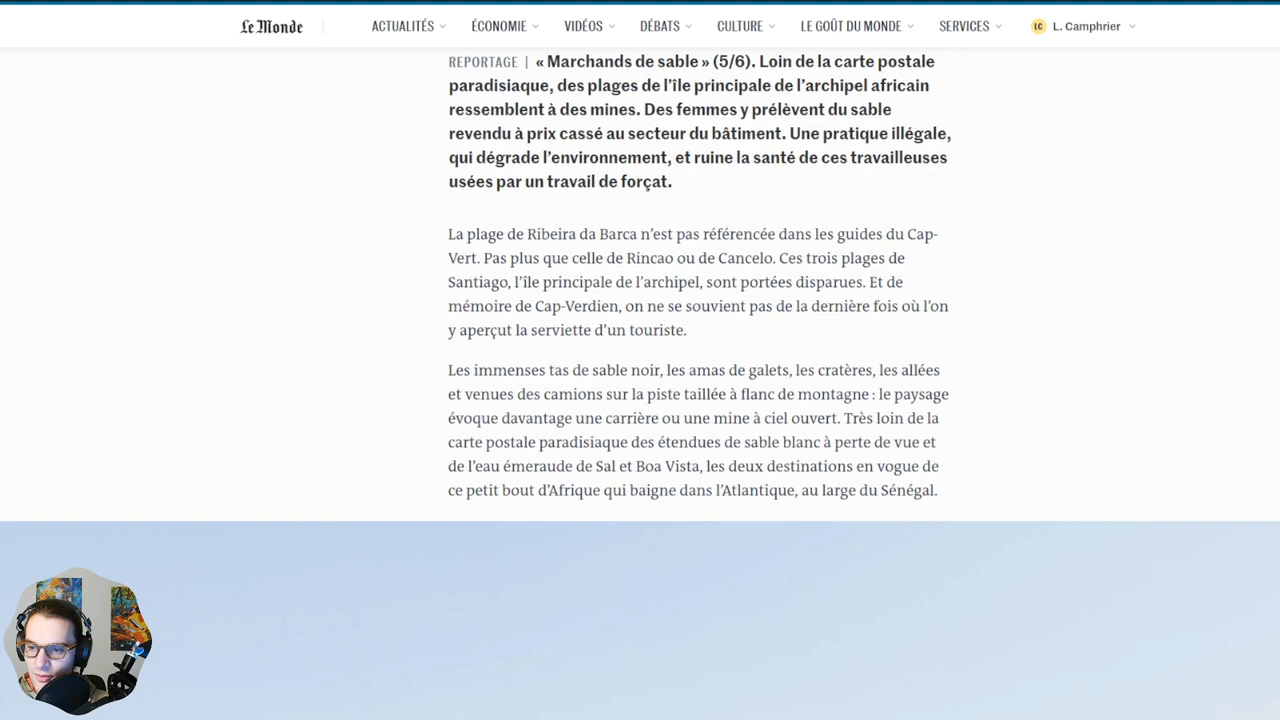 Le Monde
ACTUALITÉS
ÉCONOMIE
VIDÉOS
DÉBATS
CULTURE
LE GOÛT DU MONDE
SERVICES
LC
L. Camphrier
REPORTAGE | « Marchands de sable » (5/6). Loin de la carte postale
paradisiaque, des plages de l’île principale de l’archipel africain
ressemblent à des mines. Des femmes y prélèvent du sable
revendu à prix cassé au secteur du bâtiment. Une pratique illégale,
qui dégrade l’environnement, et ruine la santé de ces travailleuses
usées par un travail de forçat.
La plage de Ribeira da Barca n’est pas référencée dans les guides du Cap-
Vert. Pas plus que celle de Rincao ou de Cancelo. Ces trois plages de
Santiago, l’île principale de l’archipel, sont portées disparues. Et de
mémoire de Cap-Verdien, on ne se souvient pas de la dernière fois où l’on
y aperçut la serviette d’un touriste.
Les immenses tas de sable noir, les amas de galets, les cratères, les allées
et venues des camions sur la piste taillée à flanc de montagne : le paysage
évoque davantage une carrière ou une mine à ciel ouvert. Très loin de la
carte postale paradisiaque des étendues de sable blanc à perte de vue et
de l’eau émeraude de Sal et Boa Vista, les deux destinations en vogue de
ce petit bout d’Afrique qui baigne dans l’Atlantique, au large du Sénégal.